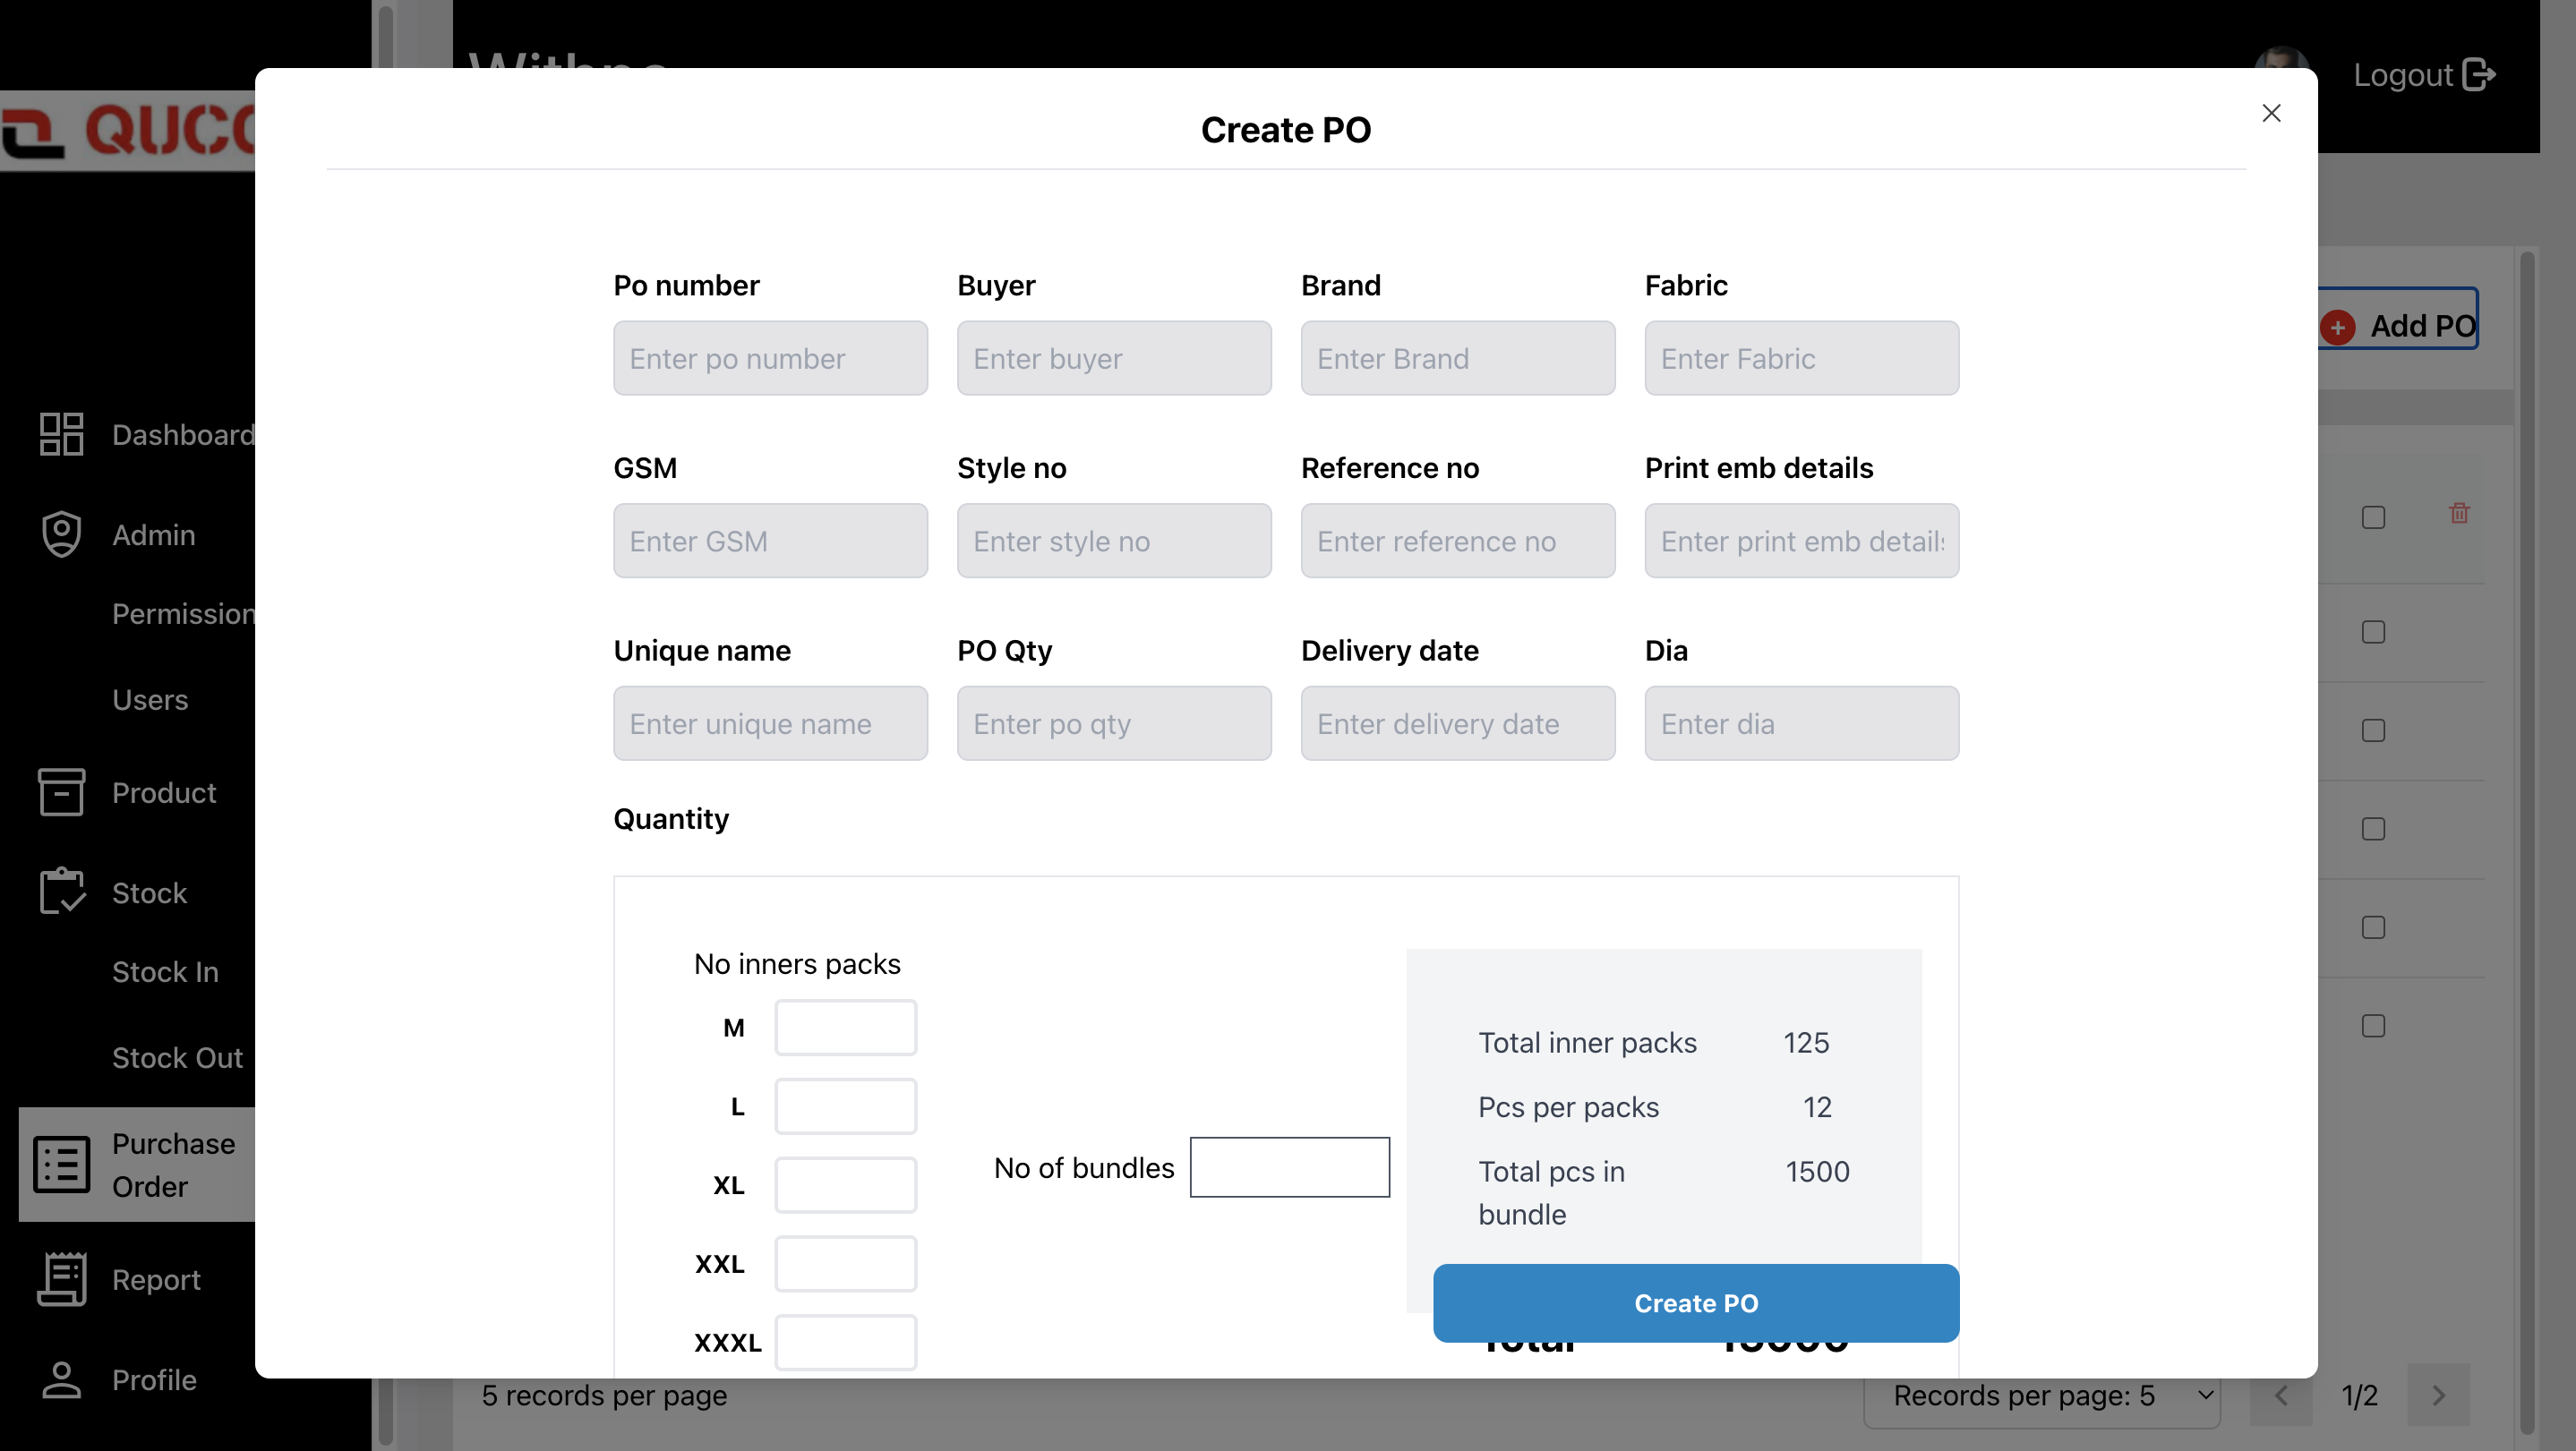 Logout
Create PO
Dashboard
Admin
Permission
Users
Product
Stock
Stock In
Stock Out
Purchase
Order
Report
Profile
Po number
Buyer
Brand
Fabric
Enter po number
Enter buyer
Enter Brand
Enter Fabric
Add PO
GSM
Style no
Reference no
Print emb details
Enter GSM
Enter style no
Enter reference no
Enter print emb details
Unique name
PO Qty
Delivery date
Dia
Enter unique name
Enter po qty
Enter delivery date
Enter dia
Quantity
No inners packs
M
L
XL
XXL
XXXL
No of bundles
Total inner packs 125
Pcs per packs 12
Total pcs in 1500
bundle
Create PO
Total
5 records per page
Records per page: 5
1/2